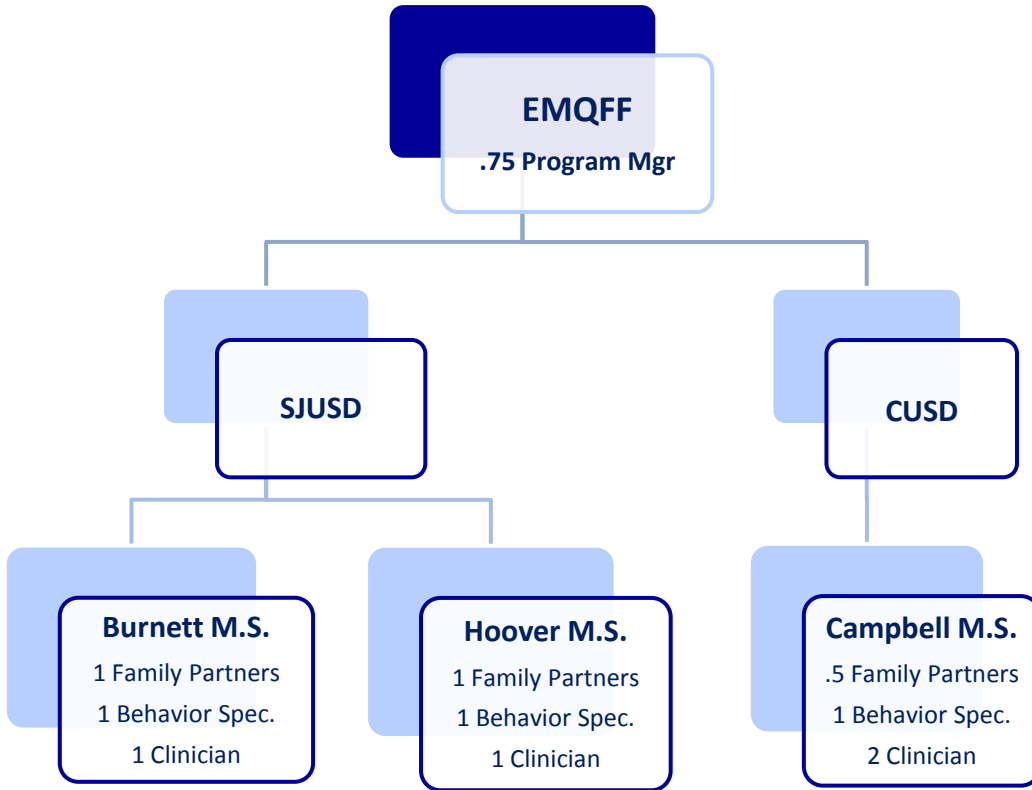 EMQFF
.75 Program Mgr
SJUSD
CUSD
Burnett M.S.
1 Family Partners
1 Behavior Spec.
1 Clinician
Hoover M.S.
1 Family Partners
1 Behavior Spec.
1 Clinician
Campbell M.S.
.5 Family Partners
1 Behavior Spec.
2 Clinician